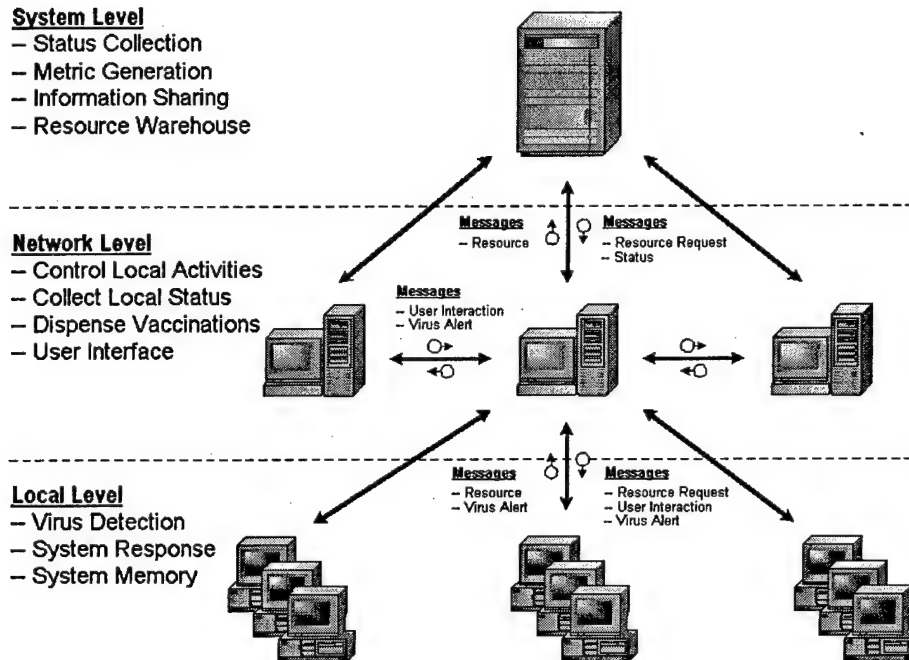 System Level
– Status Collection
– Metric Generation
– Information Sharing
– Resource Warehouse
Messages
– Resource
Messages
– Resource Request
– Status
Network Level
– Control Local Activities
– Collect Local Status
– Dispense Vaccinations
– User Interface
Messages
– User Interaction
– Virus Alert
Messages
– Resource
– Virus Alert
Messages
– Resource Request
– User Interaction
– Virus Alert
Local Level
– Virus Detection
– System Response
– System Memory